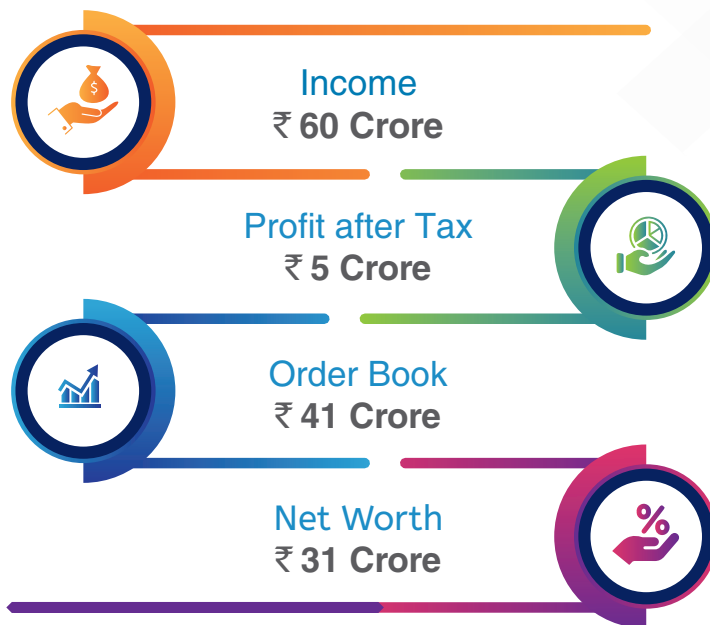 Income
₹ 60 Crore
Profit after Tax
₹ 5 Crore
Order Book
₹ 41 Crore
Net Worth
₹ 31 Crore
$
%